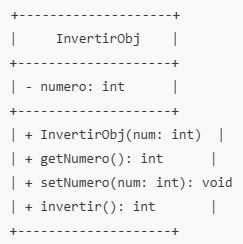 +--------------------+
|     InvertirObj    |
+--------------------+
| - numero: int      |
+--------------------+
| + InvertirObj(num: int)  |
| + getNumero(): int      |
| + setNumero(num: int): void
| + invertir(): int       |
+--------------------+